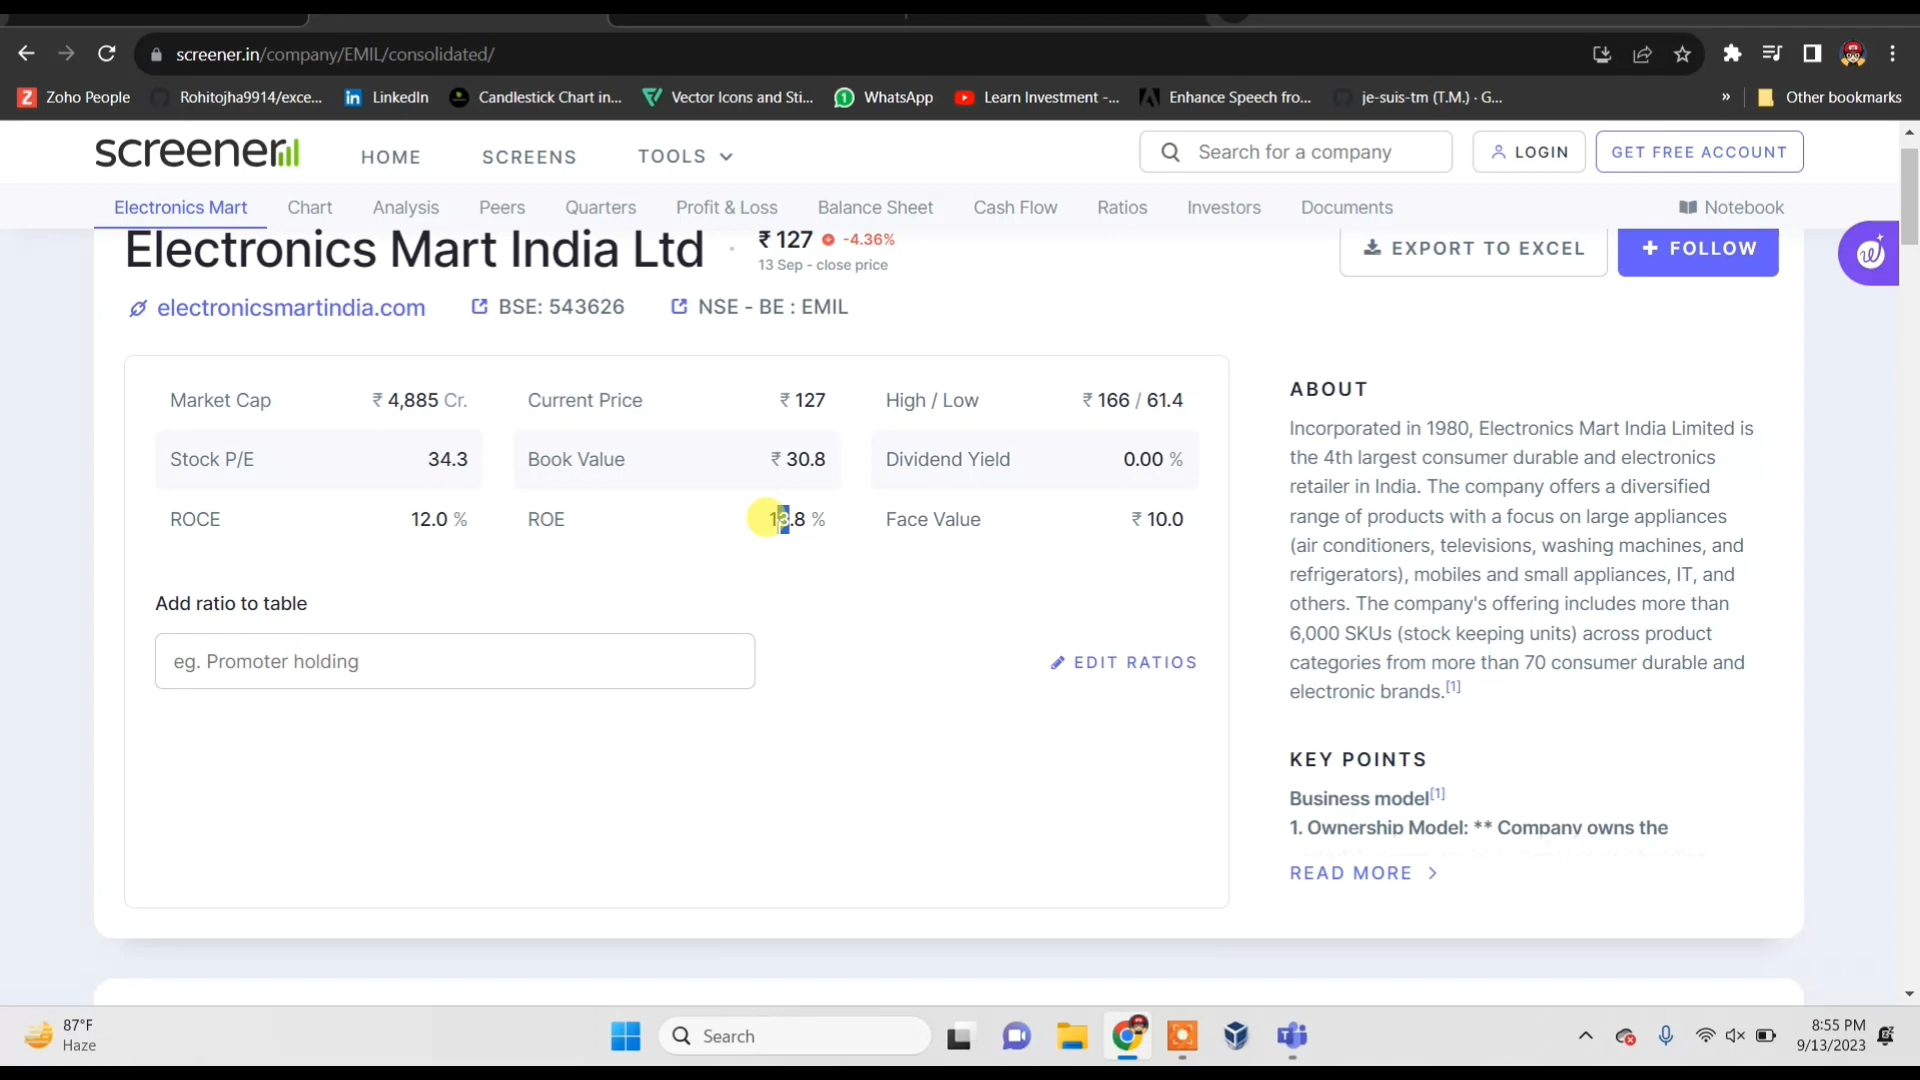 screener.in/company/EMIL/consolidated/
Zoho People
Rohitojha9914/exce...
LinkedIn
Candlestick Chart in...
Vector Icons and Sti...
WhatsApp
Learn Investment -...
Enhance Speech fro...
je-suis-tm (T.M.) · G...
»
Other bookmarks
screener
HOME
SCREENS
TOOLS
Search for a company
LOGIN
GET FREE ACCOUNT
Electronics Mart
Chart
Analysis
Peers
Quarters
Profit & Loss
Balance Sheet
Cash Flow
Ratios
Investors
Documents
Notebook
Electronics Mart India Ltd
₹ 127 -4.36%
13 Sep - close price
EXPORT TO EXCEL
+ FOLLOW
electronicsmartindia.com
BSE: 543626
NSE - BE : EMIL
Market Cap ₹ 4,885 Cr.
Current Price ₹ 127
High / Low ₹ 166 / 61.4
Stock P/E 34.3
Book Value ₹ 30.8
Dividend Yield 0.00 %
ROCE 12.0 %
ROE 13.8 %
Face Value ₹ 10.0
Add ratio to table
eg. Promoter holding
EDIT RATIOS
ABOUT
Incorporated in 1980, Electronics Mart India Limited is
the 4th largest consumer durable and electronics
retailer in India. The company offers a diversified
range of products with a focus on large appliances
(air conditioners, televisions, washing machines, and
refrigerators), mobiles and small appliances, IT, and
others. The company's offering includes more than
6,000 SKUs (stock keeping units) across product
categories from more than 70 consumer durable and
electronic brands.[1]
KEY POINTS
Business model[1]
1. Ownership Model: ** Company owns the
READ MORE
87°F
Haze
Search
8:55 PM
9/13/2023